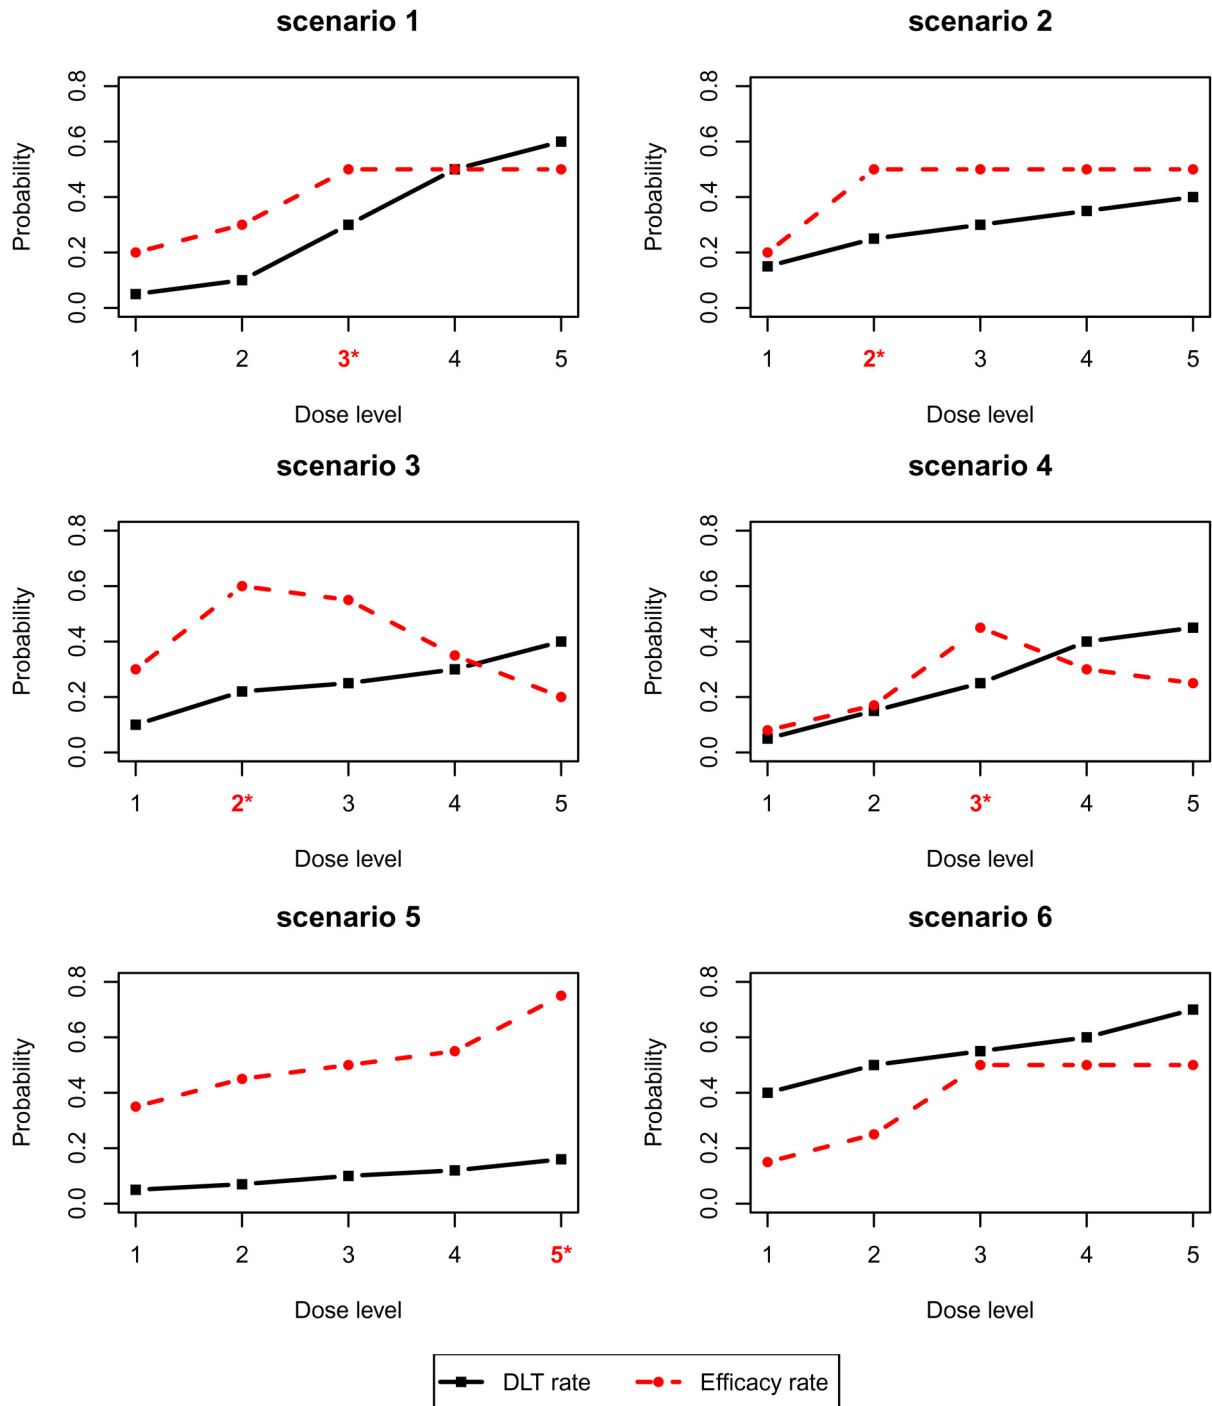 scenario 1
Probability
0.0 0.2 0.4 0.6 0.8
1 2 3* 4 5
Dose level
scenario 2
Probability
0.0 0.2 0.4 0.6 0.8
1 2* 3 4 5
Dose level
scenario 3
Probability
0.0 0.2 0.4 0.6 0.8
1 2* 3 4 5
Dose level
scenario 4
Probability
0.0 0.2 0.4 0.6 0.8
1 2 3* 4 5
Dose level
scenario 5
Probability
0.0 0.2 0.4 0.6 0.8
1 2 3 4 5*
Dose level
scenario 6
Probability
0.0 0.2 0.4 0.6 0.8
1 2 3 4 5
Dose level
DLT rate Efficacy rate